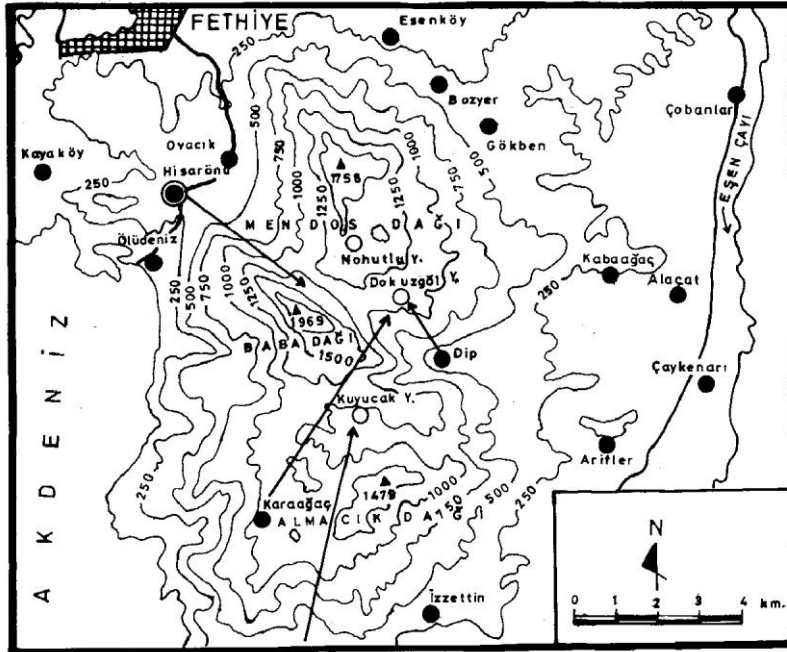 FETHİYE
Esenköy
250
Bozyer
Çobanlar
500
Gökben
Ovacık
750
1000
500
Kayaköy
Hisarönü
1758
1250
750
1000
250
1250
EŞEN ÇAYI
MENDOS DAĞI
Ölüdeniz
Nohutlu Y.
Kabaağaç
250
500
750
1000
1250
Dokuzgöl Y.
250
Alaçat
1969
BABA DAĞI
1500
Dip
Çaykenarı
AKDENİZ
Kuyucak Y.
Arifler
250
1479
1000
500
750
250
Karaağaç
ALMACIK DAĞI
N
İzzettin
0 2 4 km.